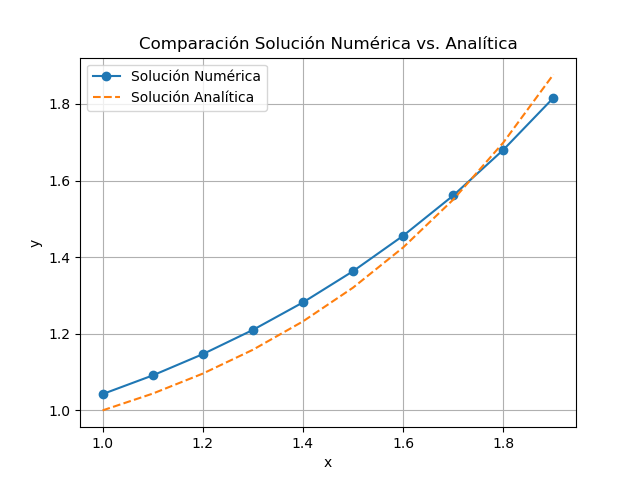 Comparación Solución Numérica vs. Analítica
Solución Numérica
Solución Analítica
y
1.8
1.6
1.4
1.2
1.0
1.0 1.2 1.4 1.6 1.8
x